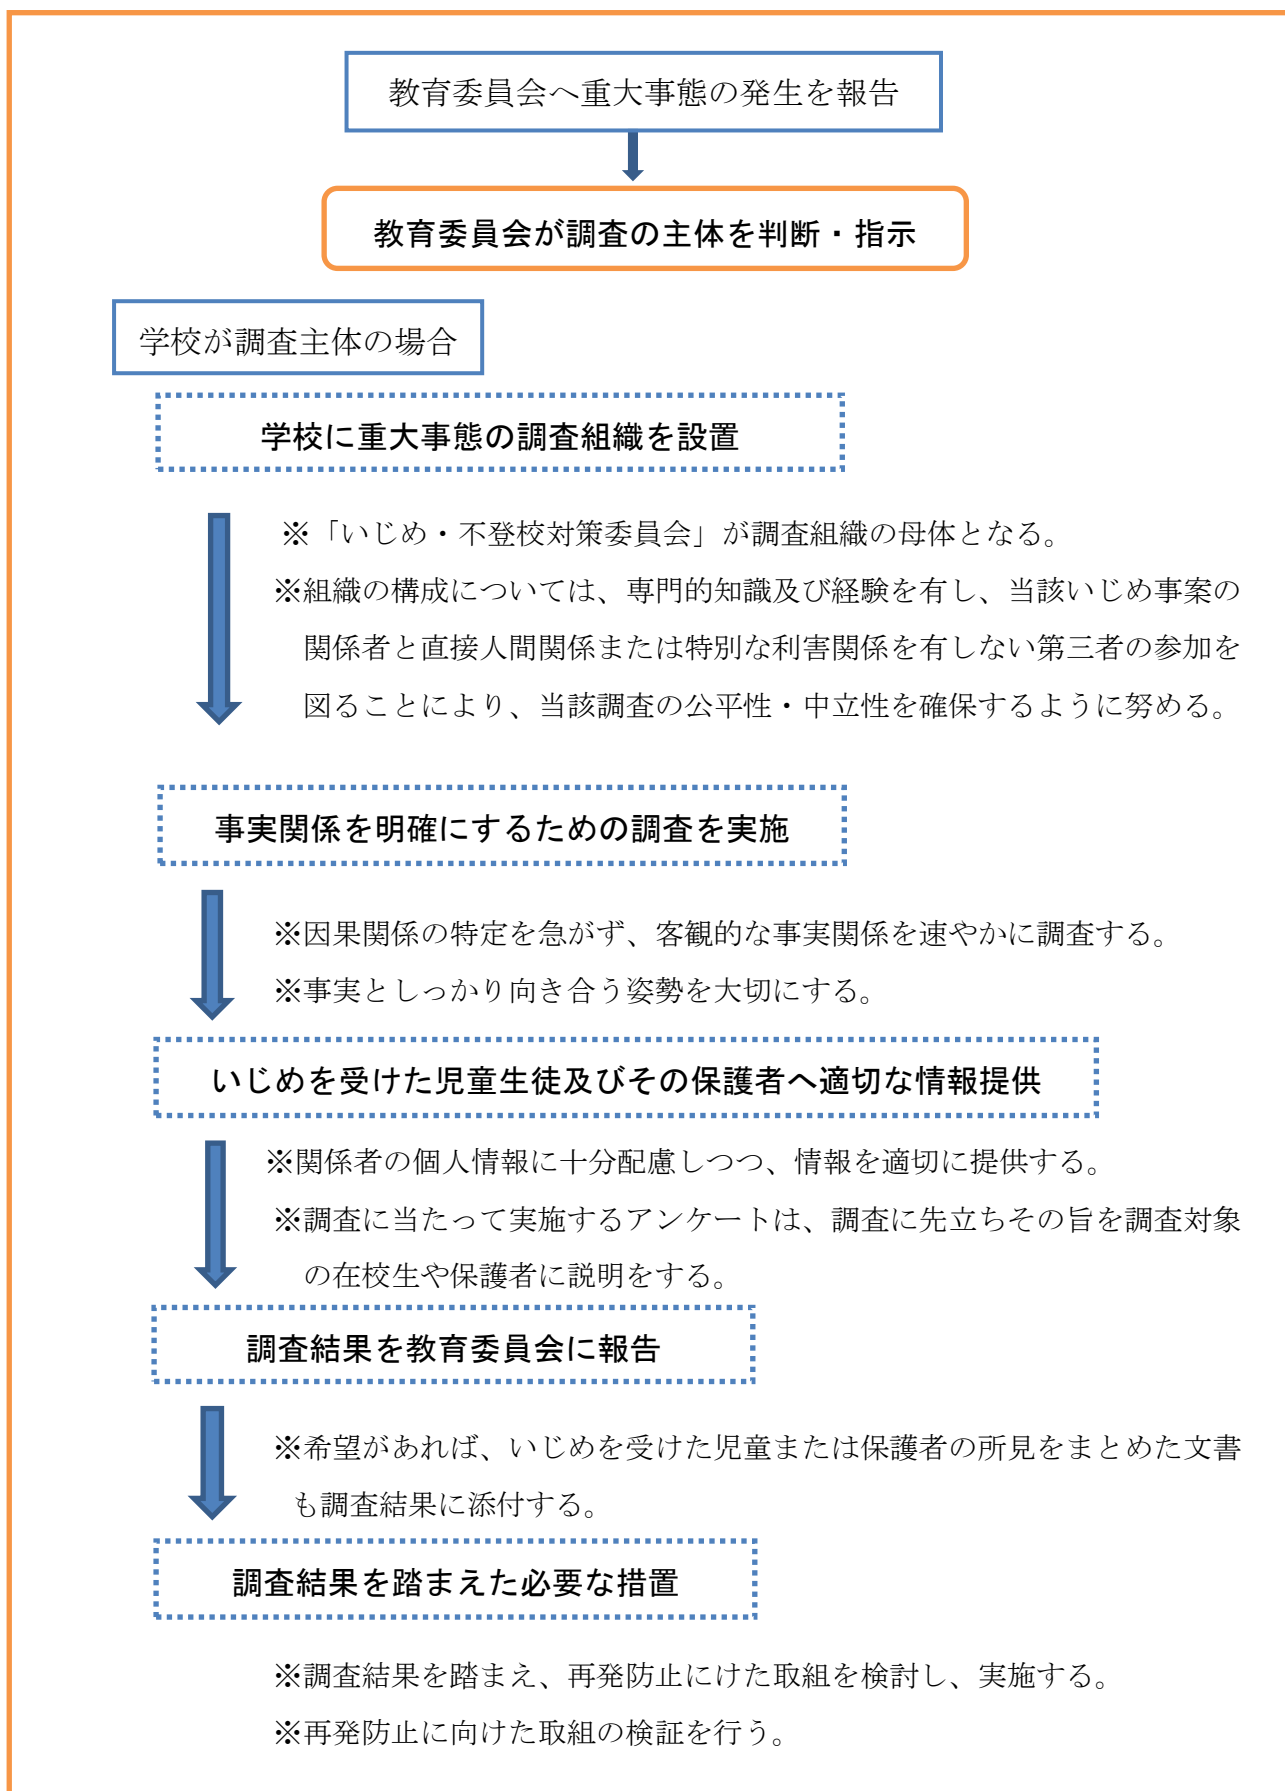 教育委員会へ重大事態の発生を報告
教育委員会が調査の主体を判断・指示
学校が調査主体の場合
学校に重大事態の調査組織を設置
※「いじめ・不登校対策委員会」が調査組織の母体となる。
※組織の構成については、専門的知識及び経験を有し、当該いじめ事案の
関係者と直接人間関係または特別な利害関係を有しない第三者の参加を
図ることにより、当該調査の公平性・中立性を確保するように努める。
事実関係を明確にするための調査を実施
※因果関係の特定を急がず、客観的な事実関係を速やかに調査する。
※事実としっかり向き合う姿勢を大切にする。
いじめを受けた児童生徒及びその保護者へ適切な情報提供
※関係者の個人情報に十分配慮しつつ、情報を適切に提供する。
※調査に当たって実施するアンケートは、調査に先立ちその旨を調査対象
の在校生や保護者に説明をする。
調査結果を教育委員会に報告
※希望があれば、いじめを受けた児童または保護者の所見をまとめた文書
も調査結果に添付する。
調査結果を踏まえた必要な措置
※調査結果を踏まえ、再発防止にけた取組を検討し、実施する。
※再発防止に向けた取組の検証を行う。